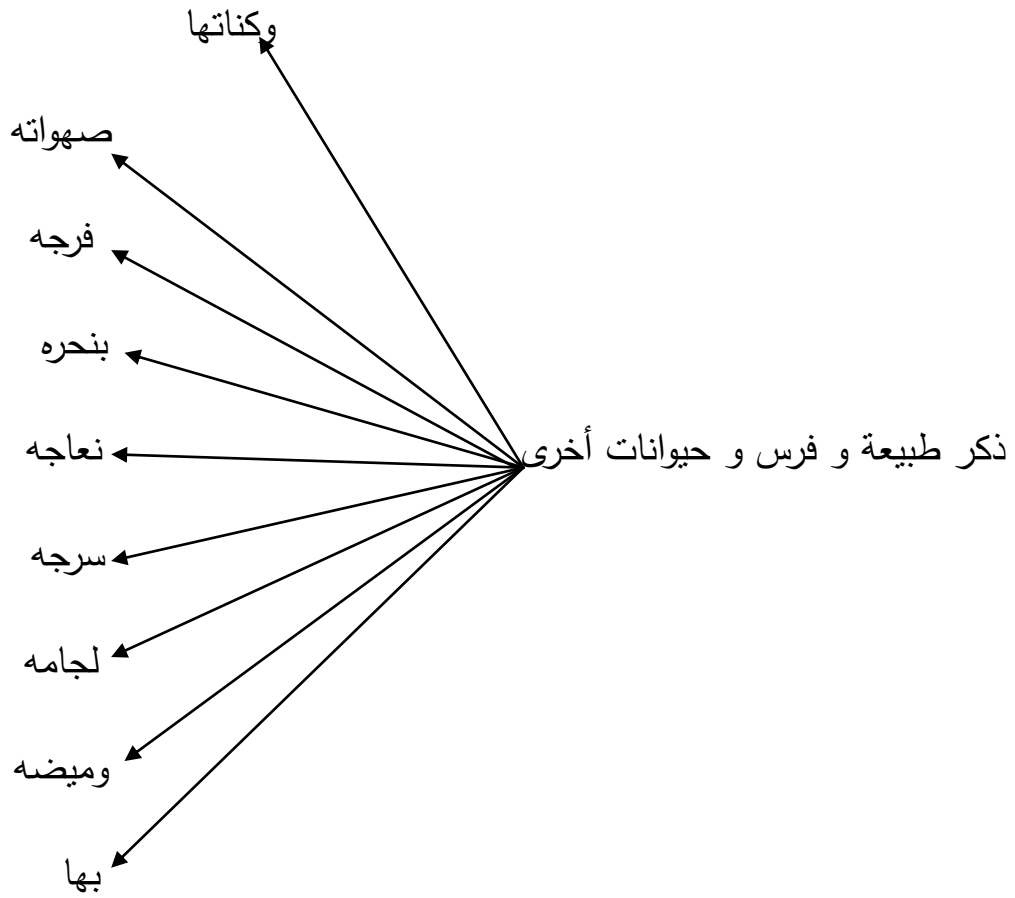 وكناتها
صهواته
فرجه
بنحره
ذكر طبيعة و فرس و حيوانات أخرى
نعاجه
سرجه
لجامه
وميضه
بها